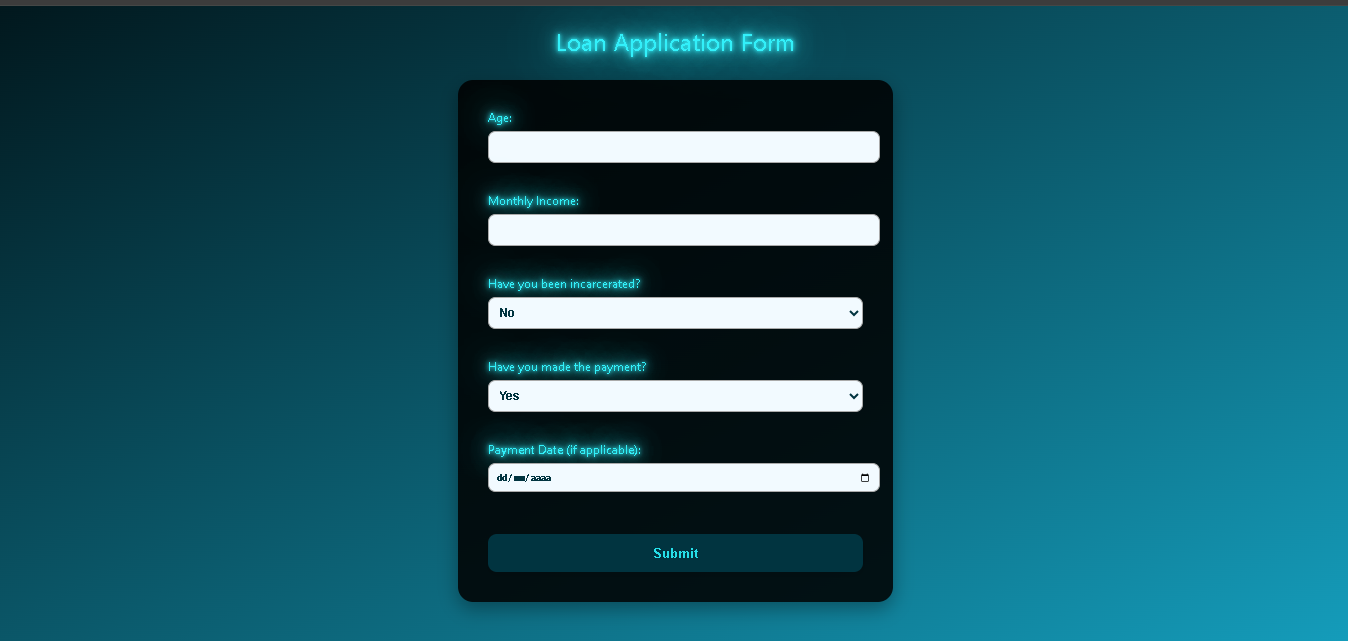 Loan Application Form
Age:
Monthly Income:
Have you been incarcerated?
No
Have you made the payment?
Yes
Payment Date (if applicable):
dd/mm/aaaa
Submit